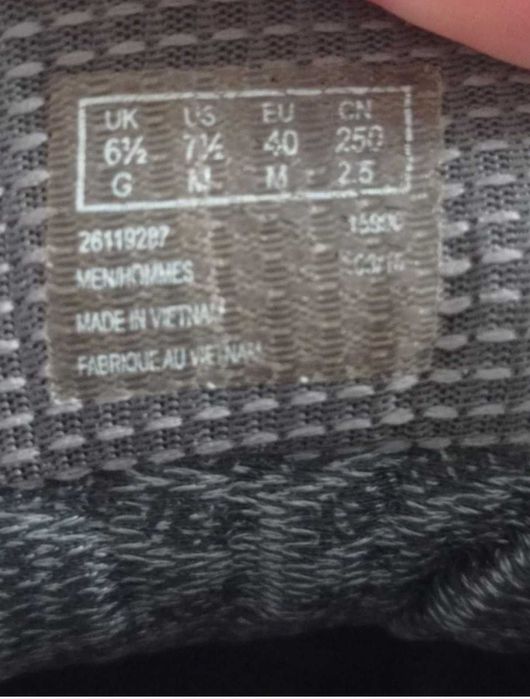 UK US EU CN
6½ 7½ 40 250
G M M 2.5
26119287
MEN/HOMMES
MADE IN VIETNAM
FABRIQUE AU VIETNAM